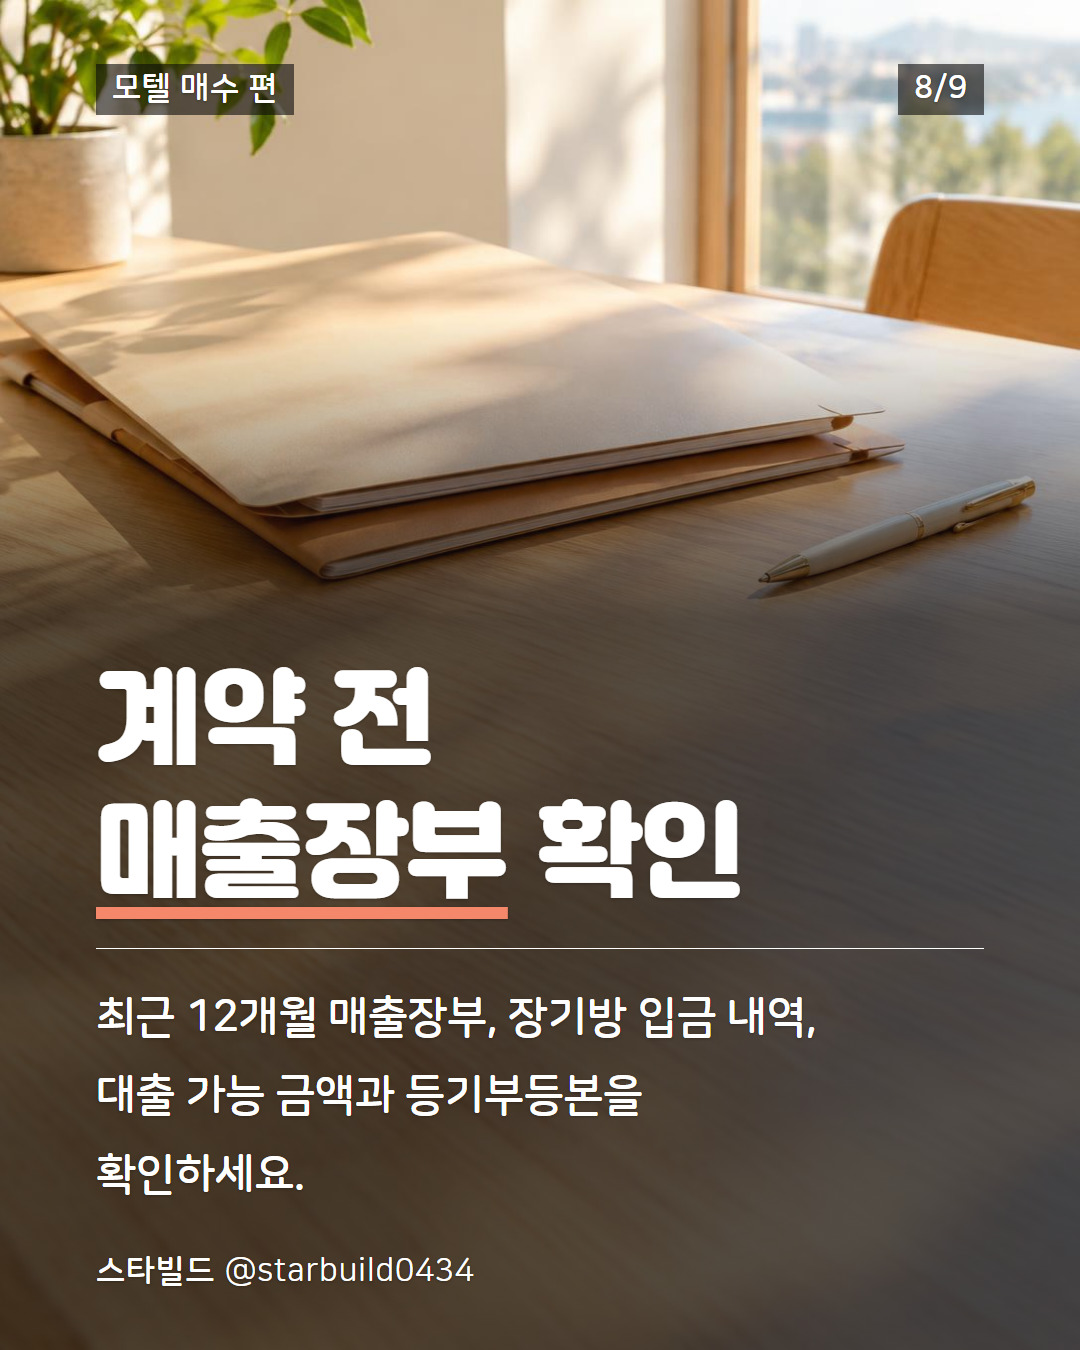 모텔 매수 편
8/9
계약 전
매출장부 확인
최근 12개월 매출장부, 장기방 입금 내역,
대출 가능 금액과 등기부등본을
확인하세요.
스타빌드 @starbuild0434